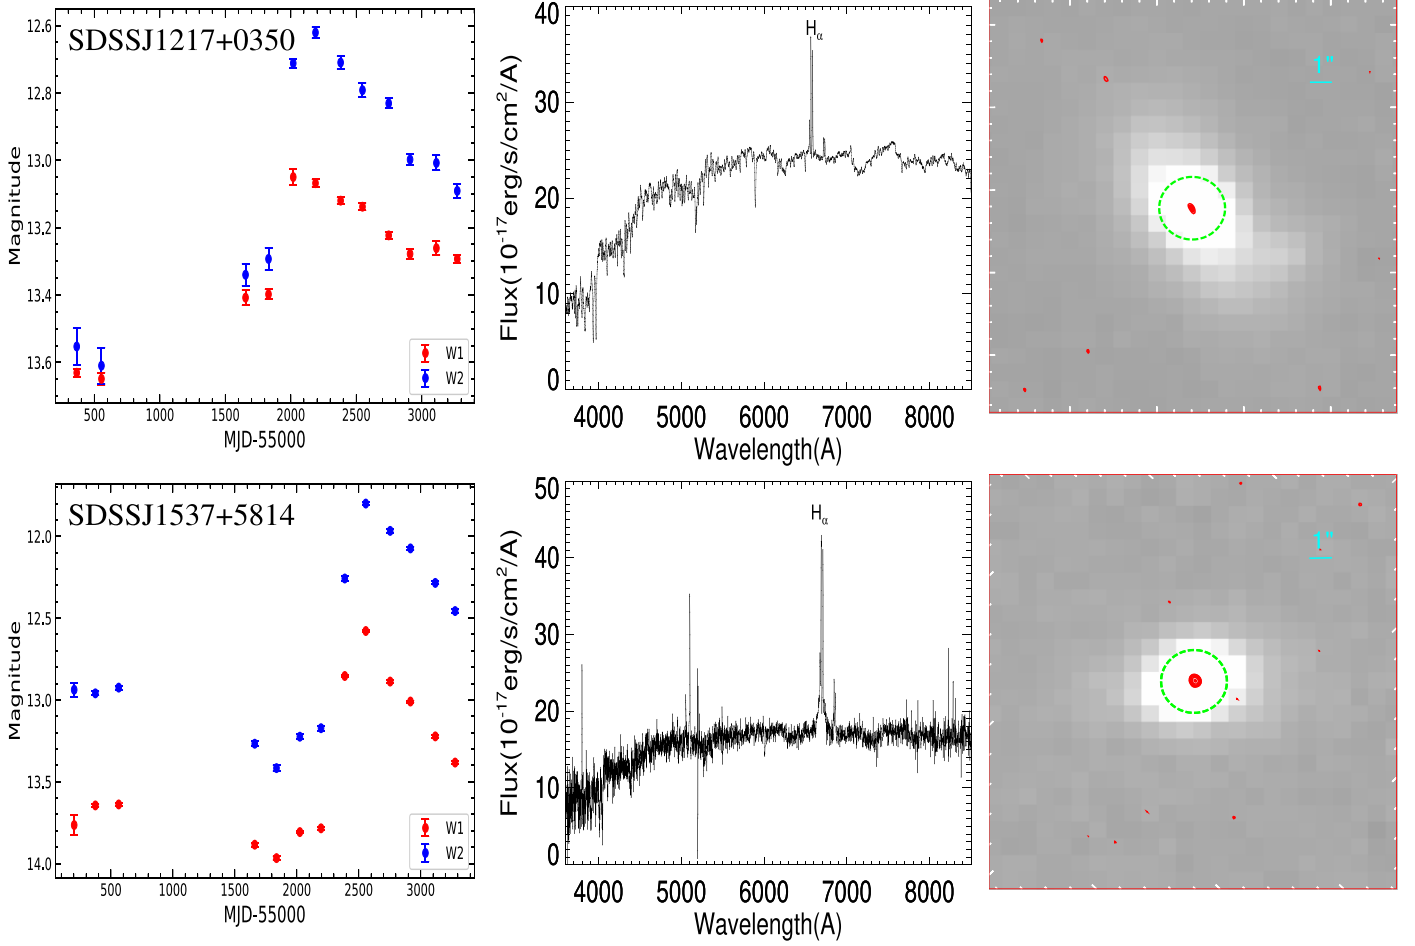 SDSSJ1217+0350
12.6
12.8
13.0
13.2
13.4
13.6
Magnitude
500
1000
1500
2000
2500
3000
MJD-55000
W1
W2
40
30
20
10
0
Flux(10⁻¹⁷erg/s/cm²/A)
Hα
4000
5000
6000
7000
8000
Wavelength(A)
1"
SDSSJ1537+5814
12.0
12.5
13.0
13.5
14.0
Magnitude
500
1000
1500
2000
2500
3000
MJD-55000
W1
W2
50
40
30
20
10
0
Flux(10⁻¹⁷erg/s/cm²/A)
Hα
4000
5000
6000
7000
8000
Wavelength(A)
1"